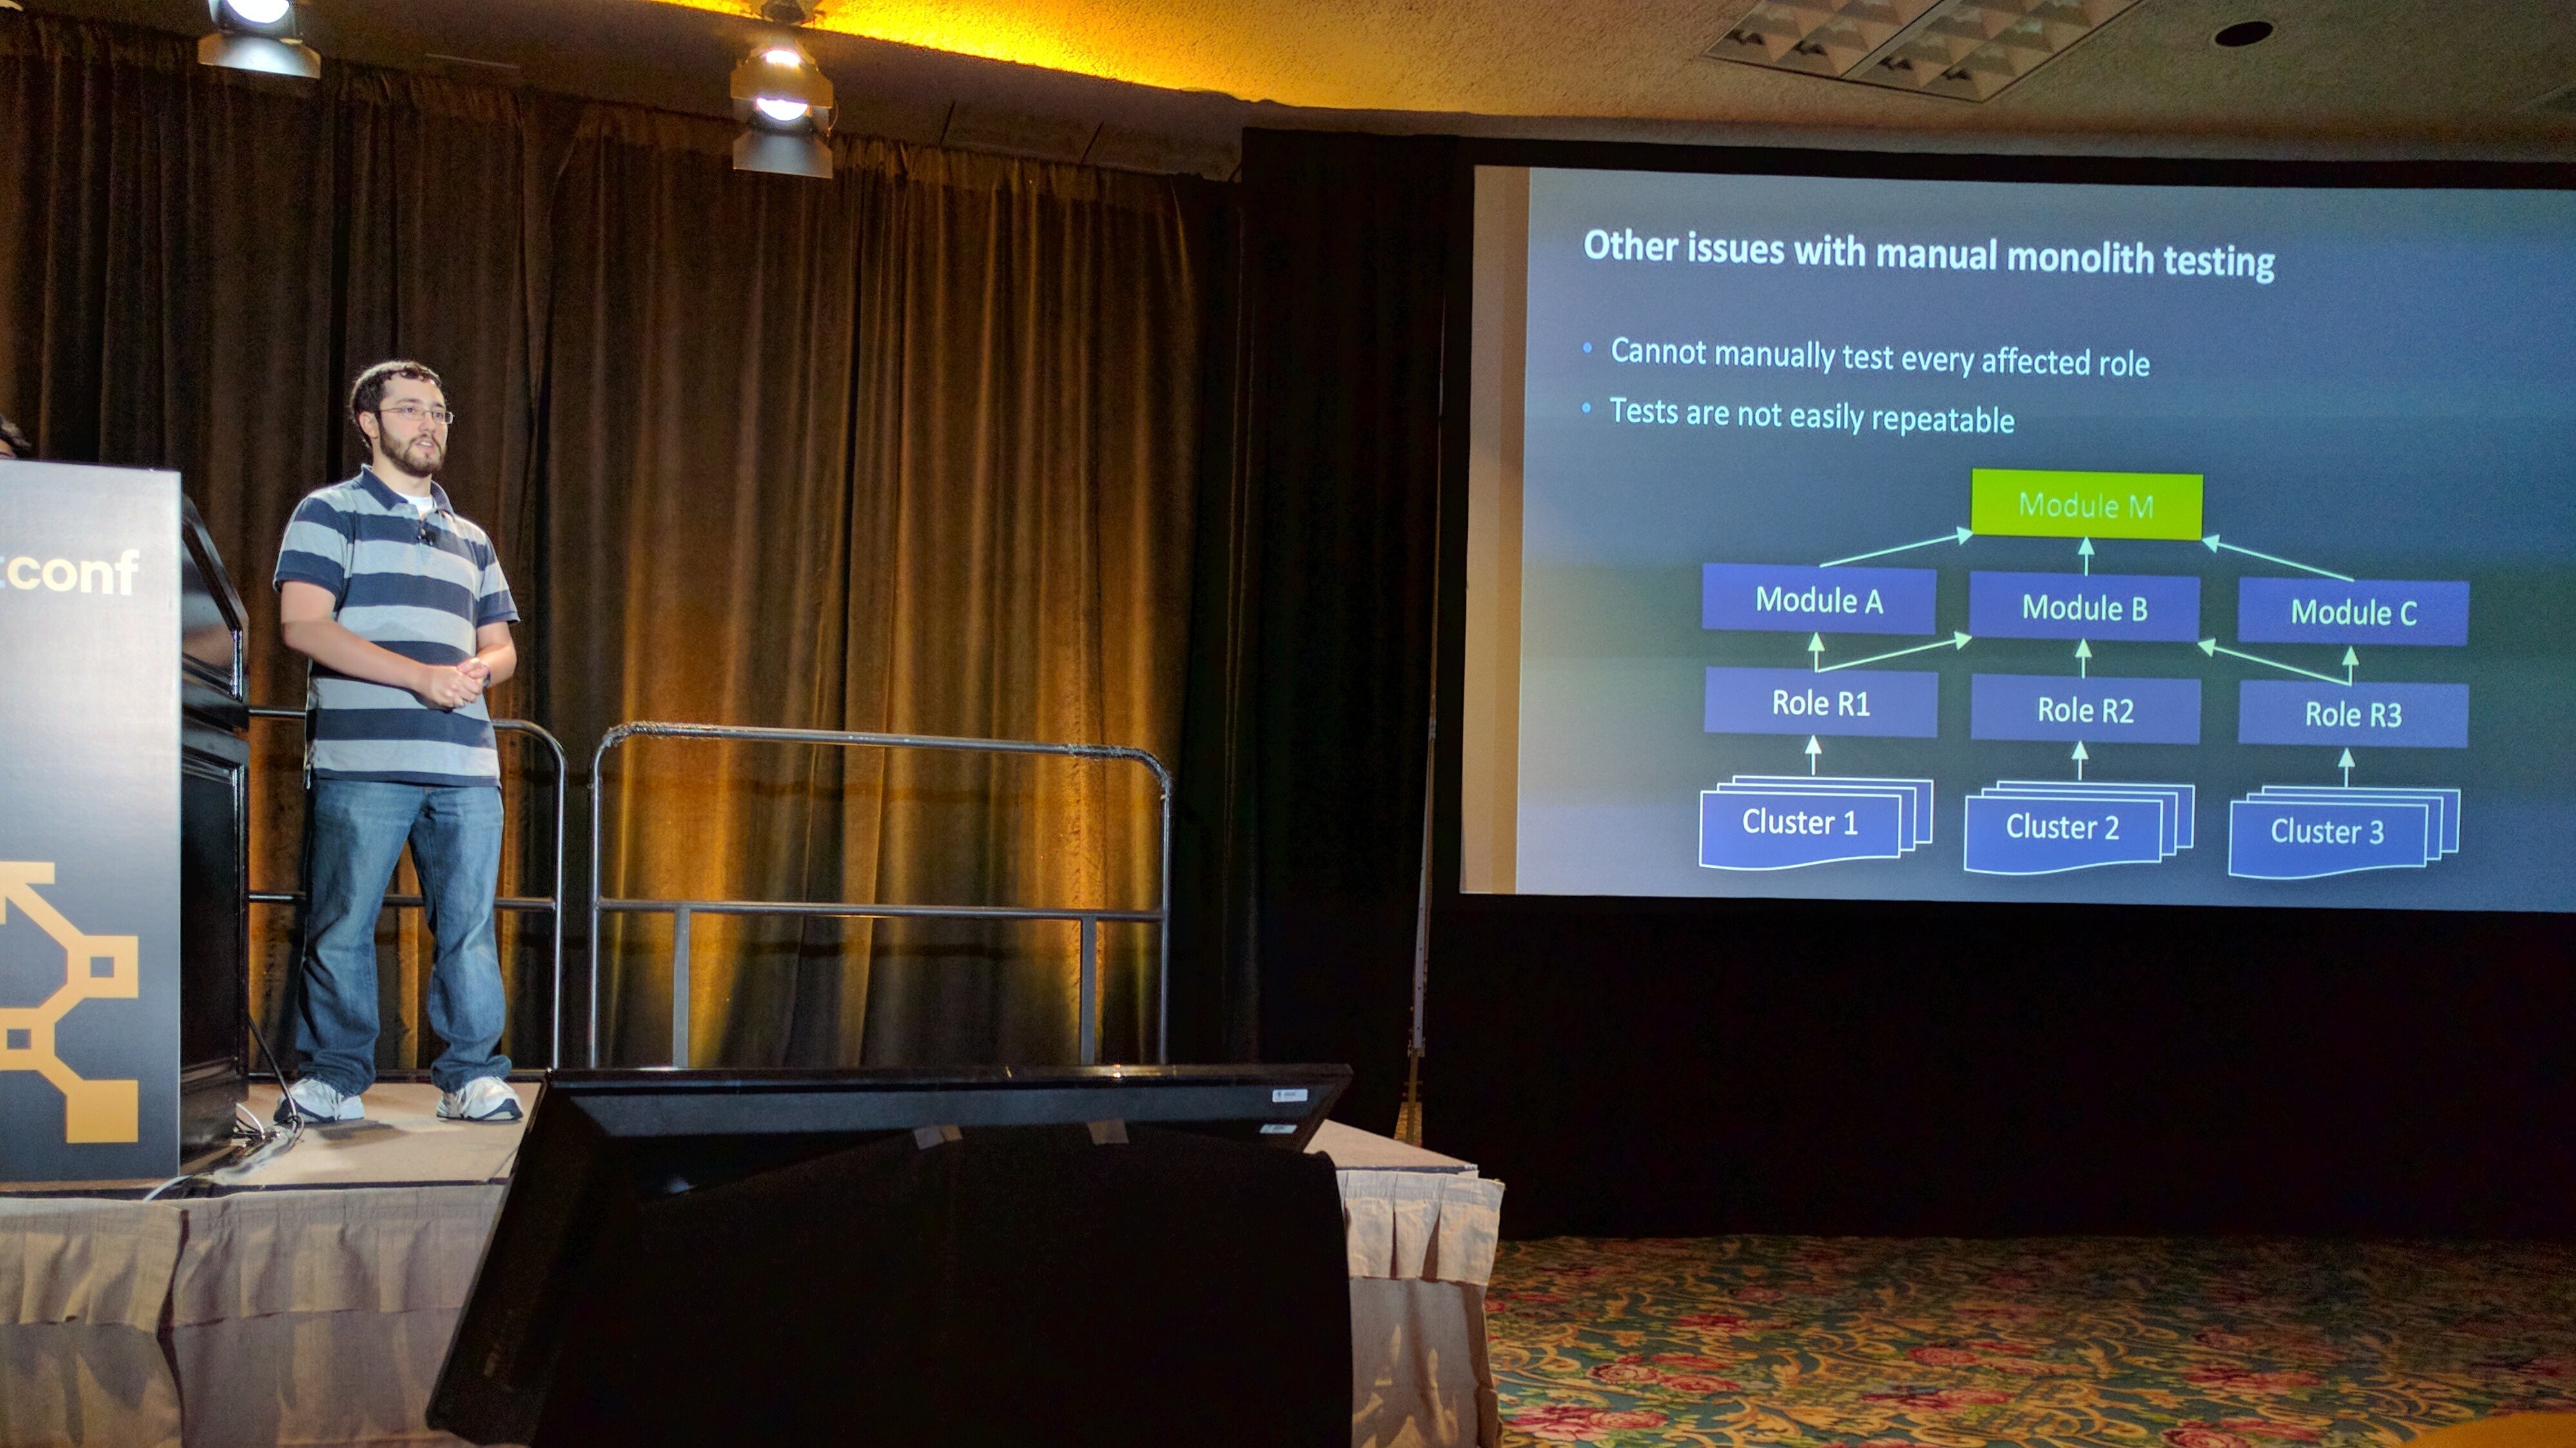 conf
Other issues with manual monolith testing
• Cannot manually test every affected role
• Tests are not easily repeatable
Module M
Module A
Module B
Module C
Role R1
Role R2
Role R3
Cluster 1
Cluster 2
Cluster 3